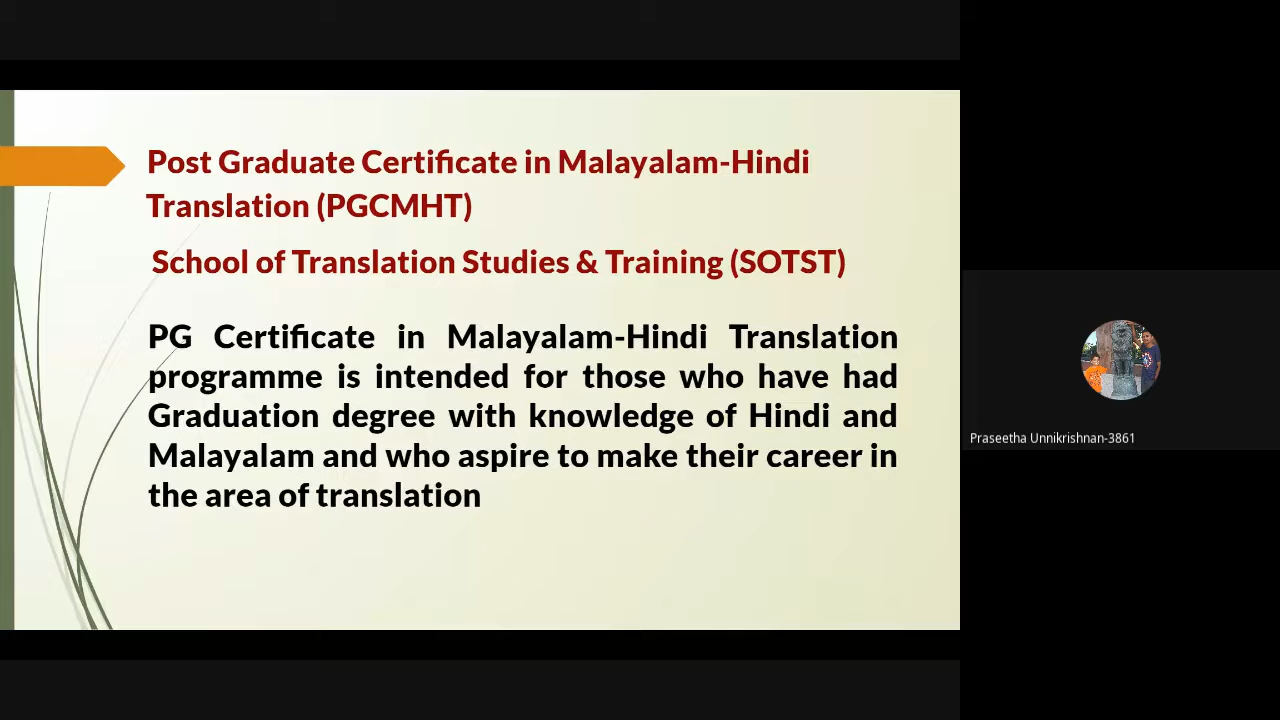 Post Graduate Certificate in Malayalam-Hindi
Translation (PGCMHT)
School of Translation Studies & Training (SOTST)
PG Certificate in Malayalam-Hindi Translation
programme is intended for those who have had
Graduation degree with knowledge of Hindi and
Malayalam and who aspire to make their career in
the area of translation
Praseetha Unnikrishnan-3861